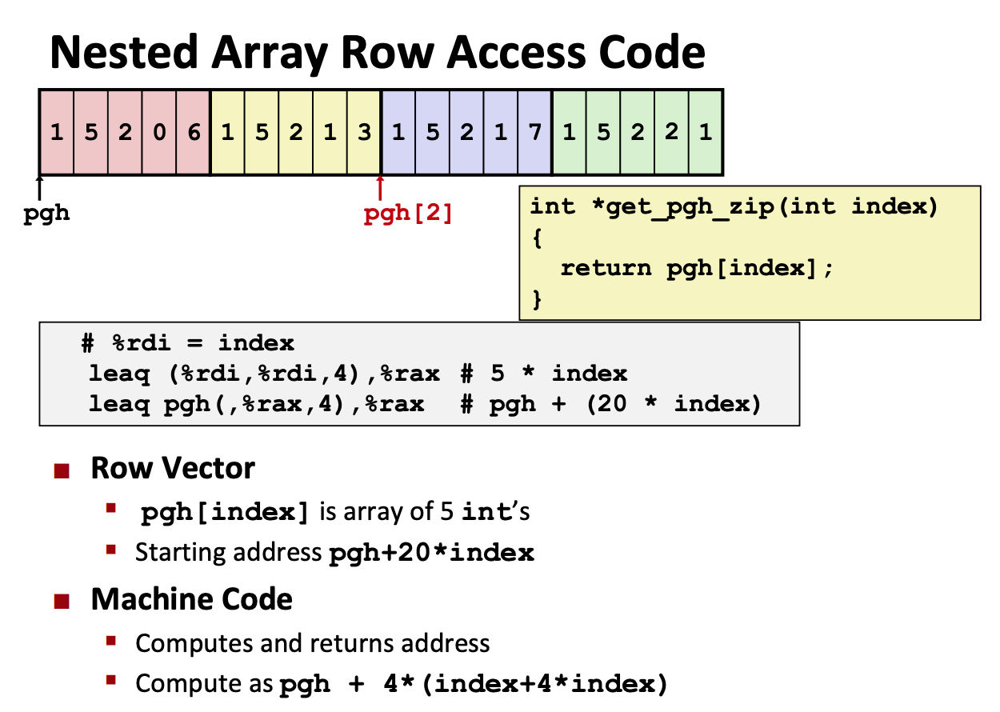 Nested Array Row Access Code
1 5 2 0 6 1 5 2 1 3 1 5 2 1 7 1 5 2 2 1
pgh pgh[2]
int *get_pgh_zip(int index)
{
return pgh[index];
}
# %rdi = index
leaq (%rdi,%rdi,4),%rax # 5 * index
leaq pgh(,%rax,4),%rax # pgh + (20 * index)
Row Vector
pgh[index] is array of 5 int’s
Starting address pgh+20*index
Machine Code
Computes and returns address
Compute as pgh + 4*(index+4*index)